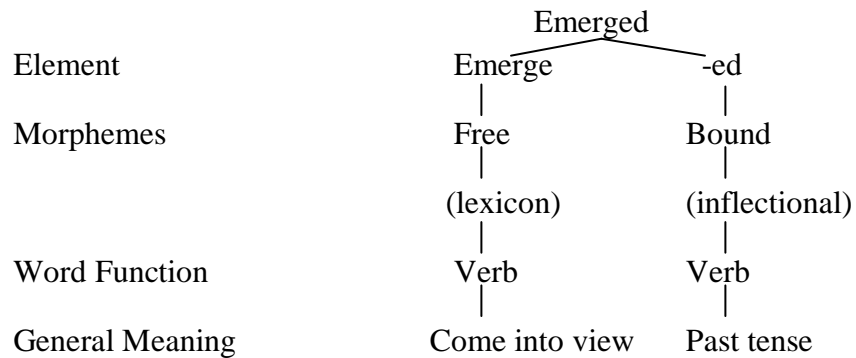 Emerged
Element Emerge -ed
Morphemes Free Bound
(lexicon) (inflectional)
Word Function Verb Verb
General Meaning Come into view Past tense